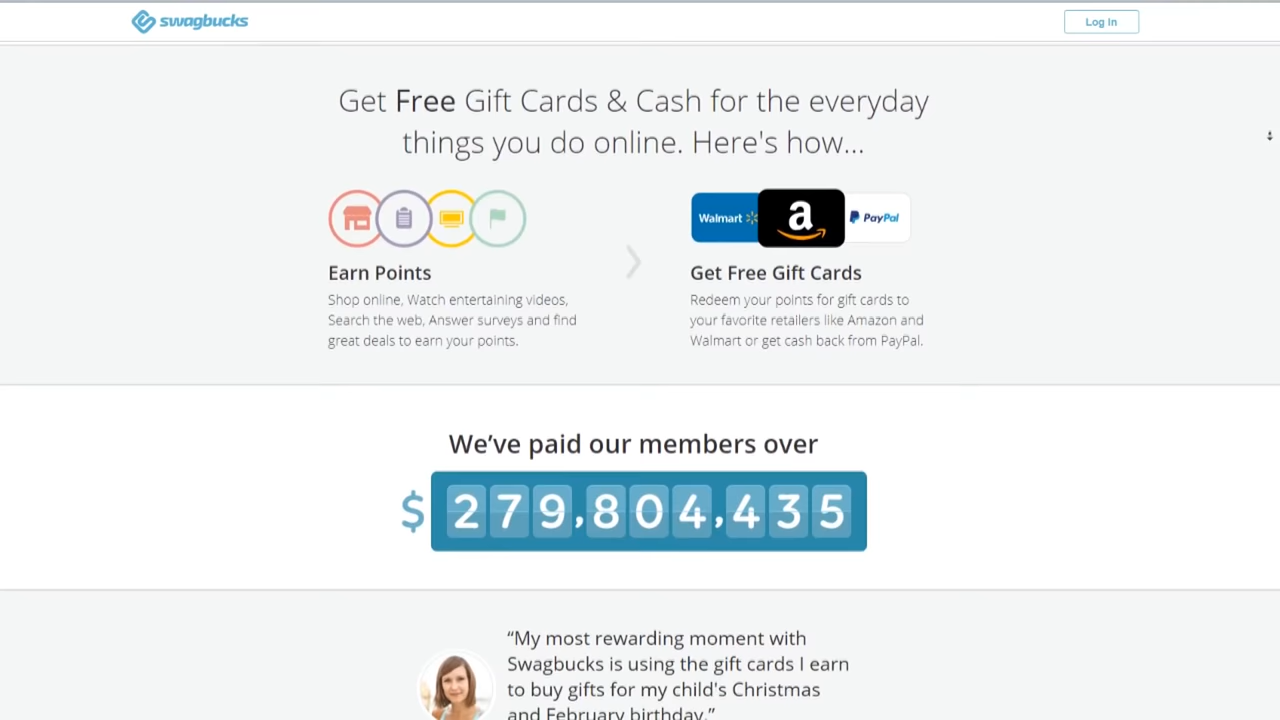 swagbucks
Log In
Get Free Gift Cards & Cash for the everyday
things you do online. Here's how...
Walmart
a
PayPal
Earn Points
Shop online, Watch entertaining videos,
Search the web, Answer surveys and find
great deals to earn your points.
Get Free Gift Cards
Redeem your points for gift cards to
your favorite retailers like Amazon and
Walmart or get cash back from PayPal.
We've paid our members over
$279,804,435
“My most rewarding moment with
Swagbucks is using the gift cards I earn
to buy gifts for my child's Christmas
and February birthday.”